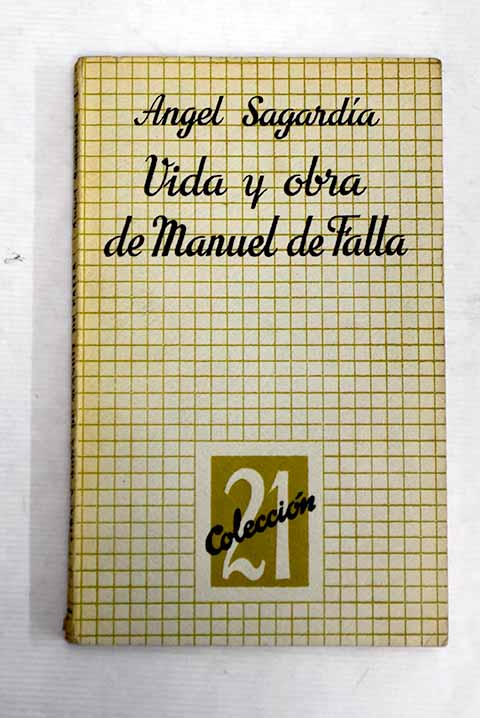 Angel Sagardía
Vida y obra
de Manuel de Falla
21
Colección